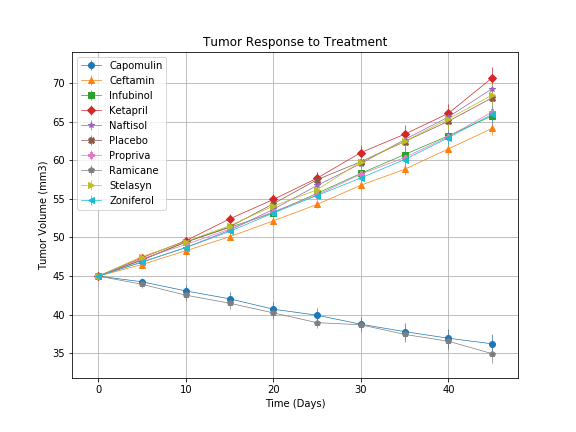 Tumor Response to Treatment
Capomulin
Ceftamin
Infubinol
Ketapril
Naftisol
Placebo
Propriva
Ramicane
Stelasyn
Zoniferol
Tumor Volume (mm3)
70
65
60
55
50
45
40
35
0
10
20
30
40
Time (Days)